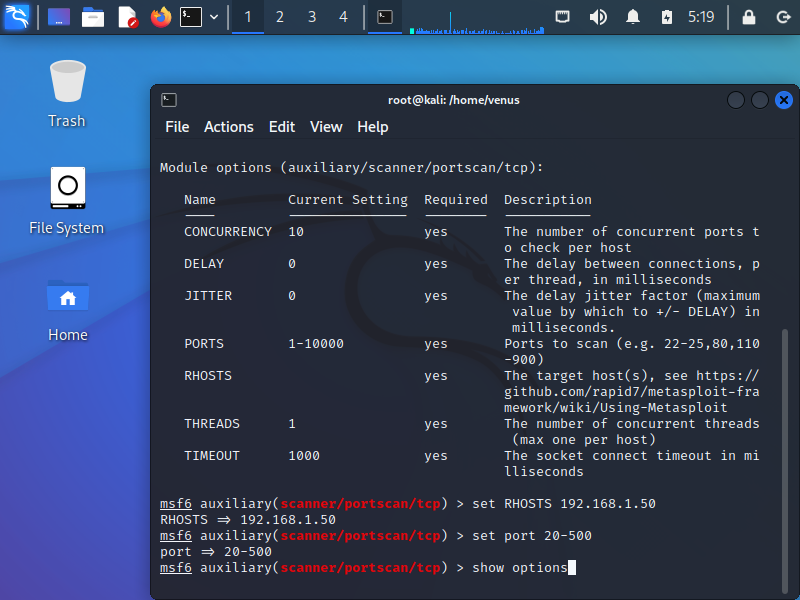 1 2 3 4 5:19
Trash
File System
Home
root@kali: /home/venus
File Actions Edit View Help
Module options (auxiliary/scanner/portscan/tcp):
Name Current Setting Required Description
CONCURRENCY 10 yes The number of concurrent ports t
o check per host
DELAY 0 yes The delay between connections, p
er thread, in milliseconds
JITTER 0 yes The delay jitter factor (maximum
value by which to +/- DELAY) in
milliseconds.
PORTS 1-10000 yes Ports to scan (e.g. 22-25,80,110
-900)
RHOSTS yes The target host(s), see https://
github.com/rapid7/metasploit-fra
mework/wiki/Using-Metasploit
THREADS 1 yes The number of concurrent threads
(max one per host)
TIMEOUT 1000 yes The socket connect timeout in mi
lliseconds
msf6 auxiliary(scanner/portscan/tcp) > set RHOSTS 192.168.1.50
RHOSTS ⇒ 192.168.1.50
msf6 auxiliary(scanner/portscan/tcp) > set port 20-500
port ⇒ 20-500
msf6 auxiliary(scanner/portscan/tcp) > show options